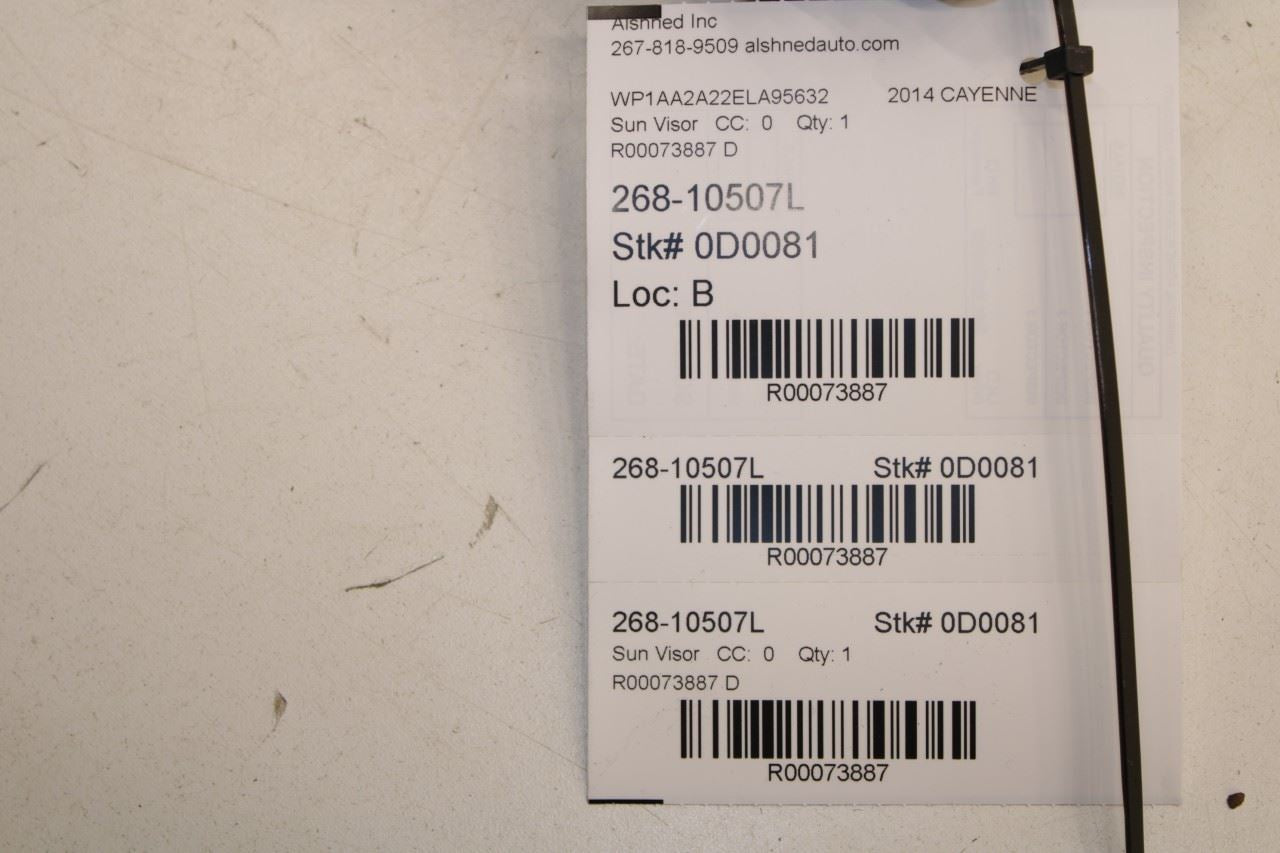 Alshned Inc
267-818-9509 alshnedauto.com
WP1AA2A22ELA95632 2014 CAYENNE
Sun Visor CC: 0 Qty: 1
R00073887 D
268-10507L
Stk# 0D0081
Loc: B
R00073887
268-10507L Stk# 0D0081
R00073887
268-10507L Stk# 0D0081
Sun Visor CC: 0 Qty: 1
R00073887 D
R00073887